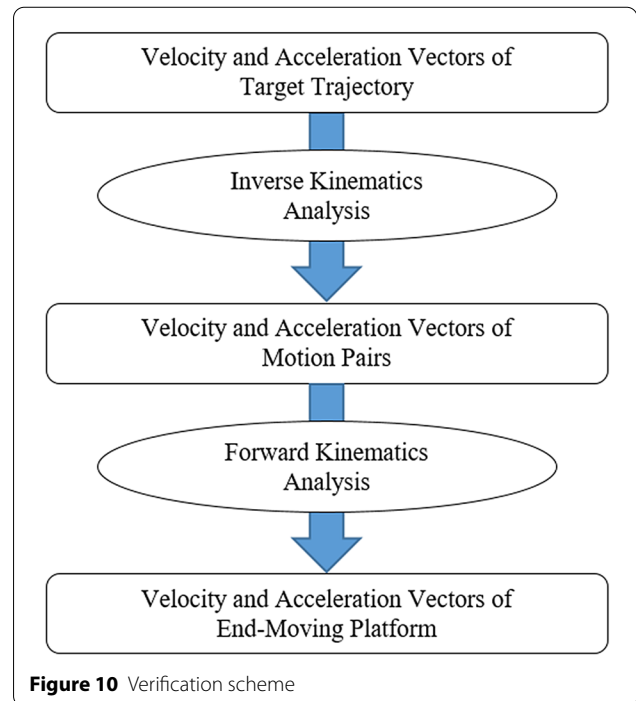 Velocity and Acceleration Vectors of
Target Trajectory
Inverse Kinematics
Analysis
Velocity and Acceleration Vectors of
Motion Pairs
Forward Kinematics
Analysis
Velocity and Acceleration Vectors of
End-Moving Platform
Figure 10 Verification scheme